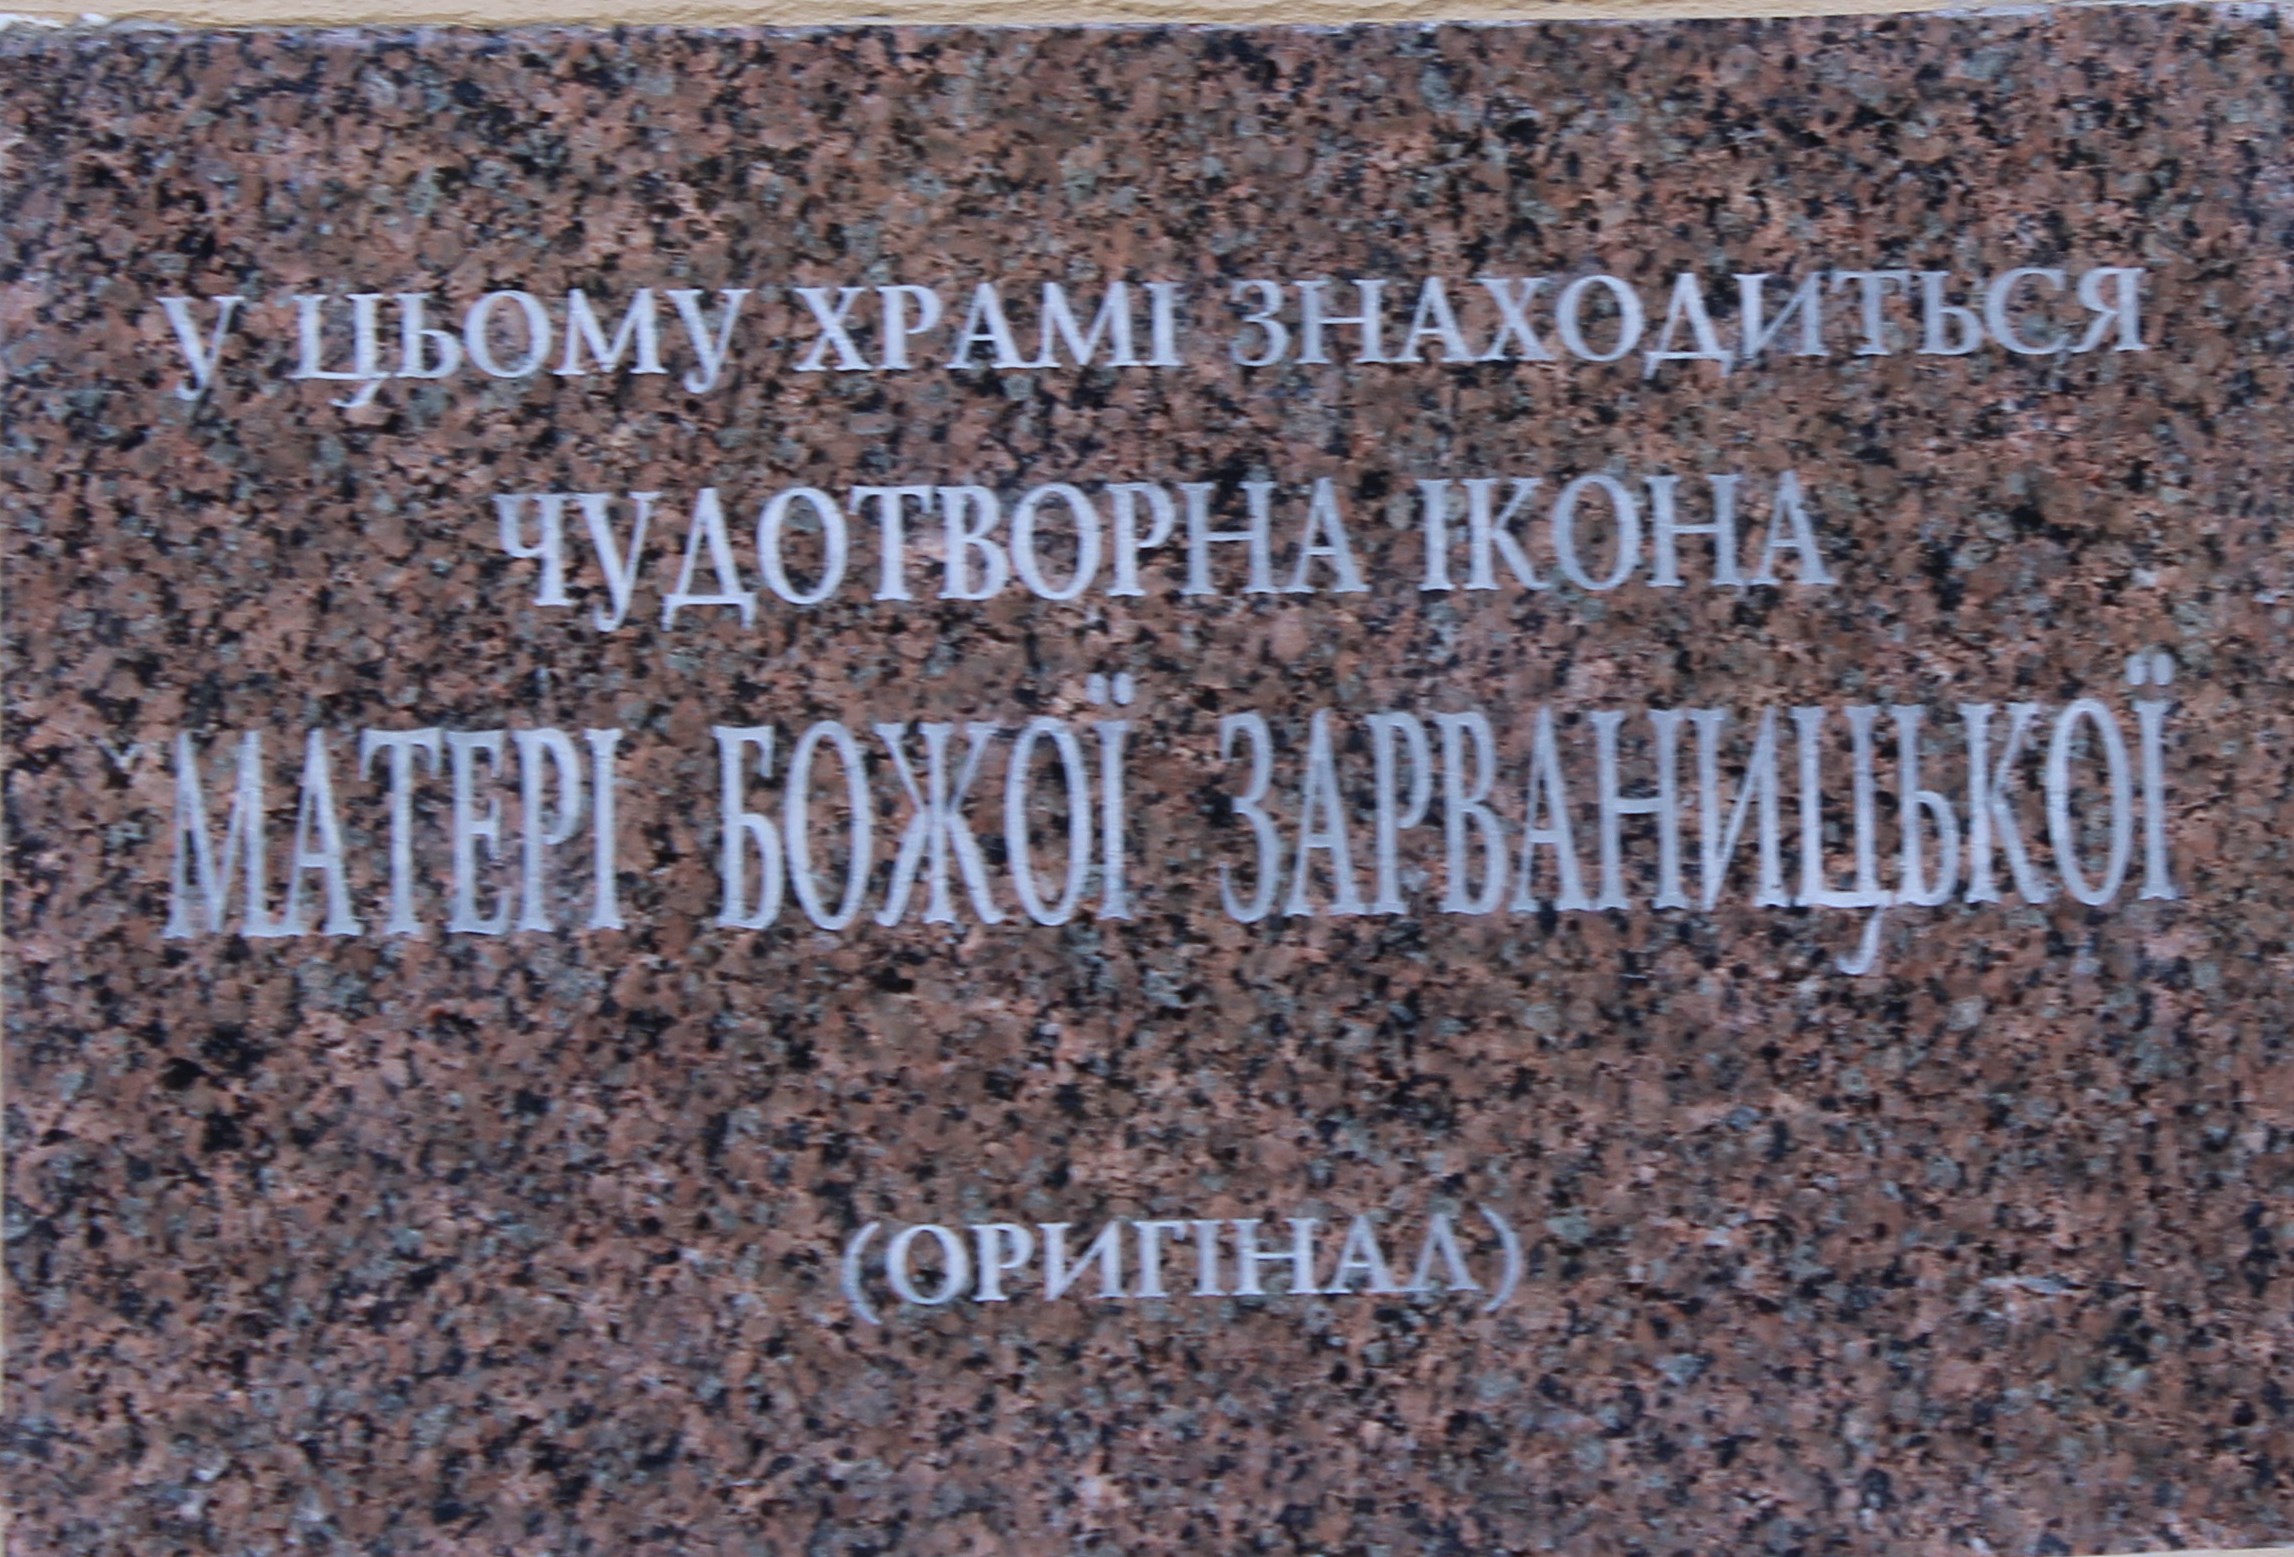 У ЦЬОМУ ХРАМІ ЗНАХОДИТЬСЯ
ЧУДОТВОРНА ІКОНА
МАТЕРІ БОЖОЇ ЗАРВАНИЦЬКОЇ
(ОРИГІНАЛ)